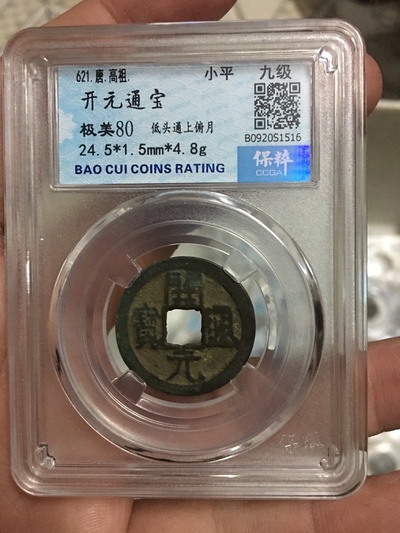 621.唐.高祖. 小平 九级
开元通宝
极美80 低头通上俯月
24.5*1.5mm*4.8g
BAO CUI COINS RATING
B0920S1516
保粹
CCGA
開元通寶